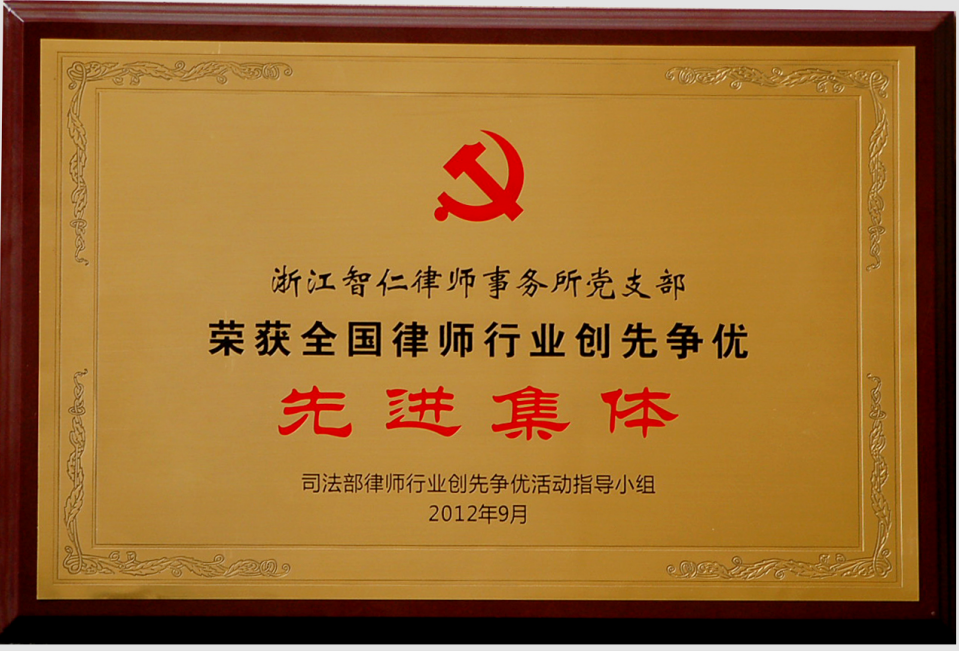 浙江智仁律师事务所党支部
荣获全国律师行业创先争优
先进集体
司法部律师行业创先争优活动指导小组
2012年9月